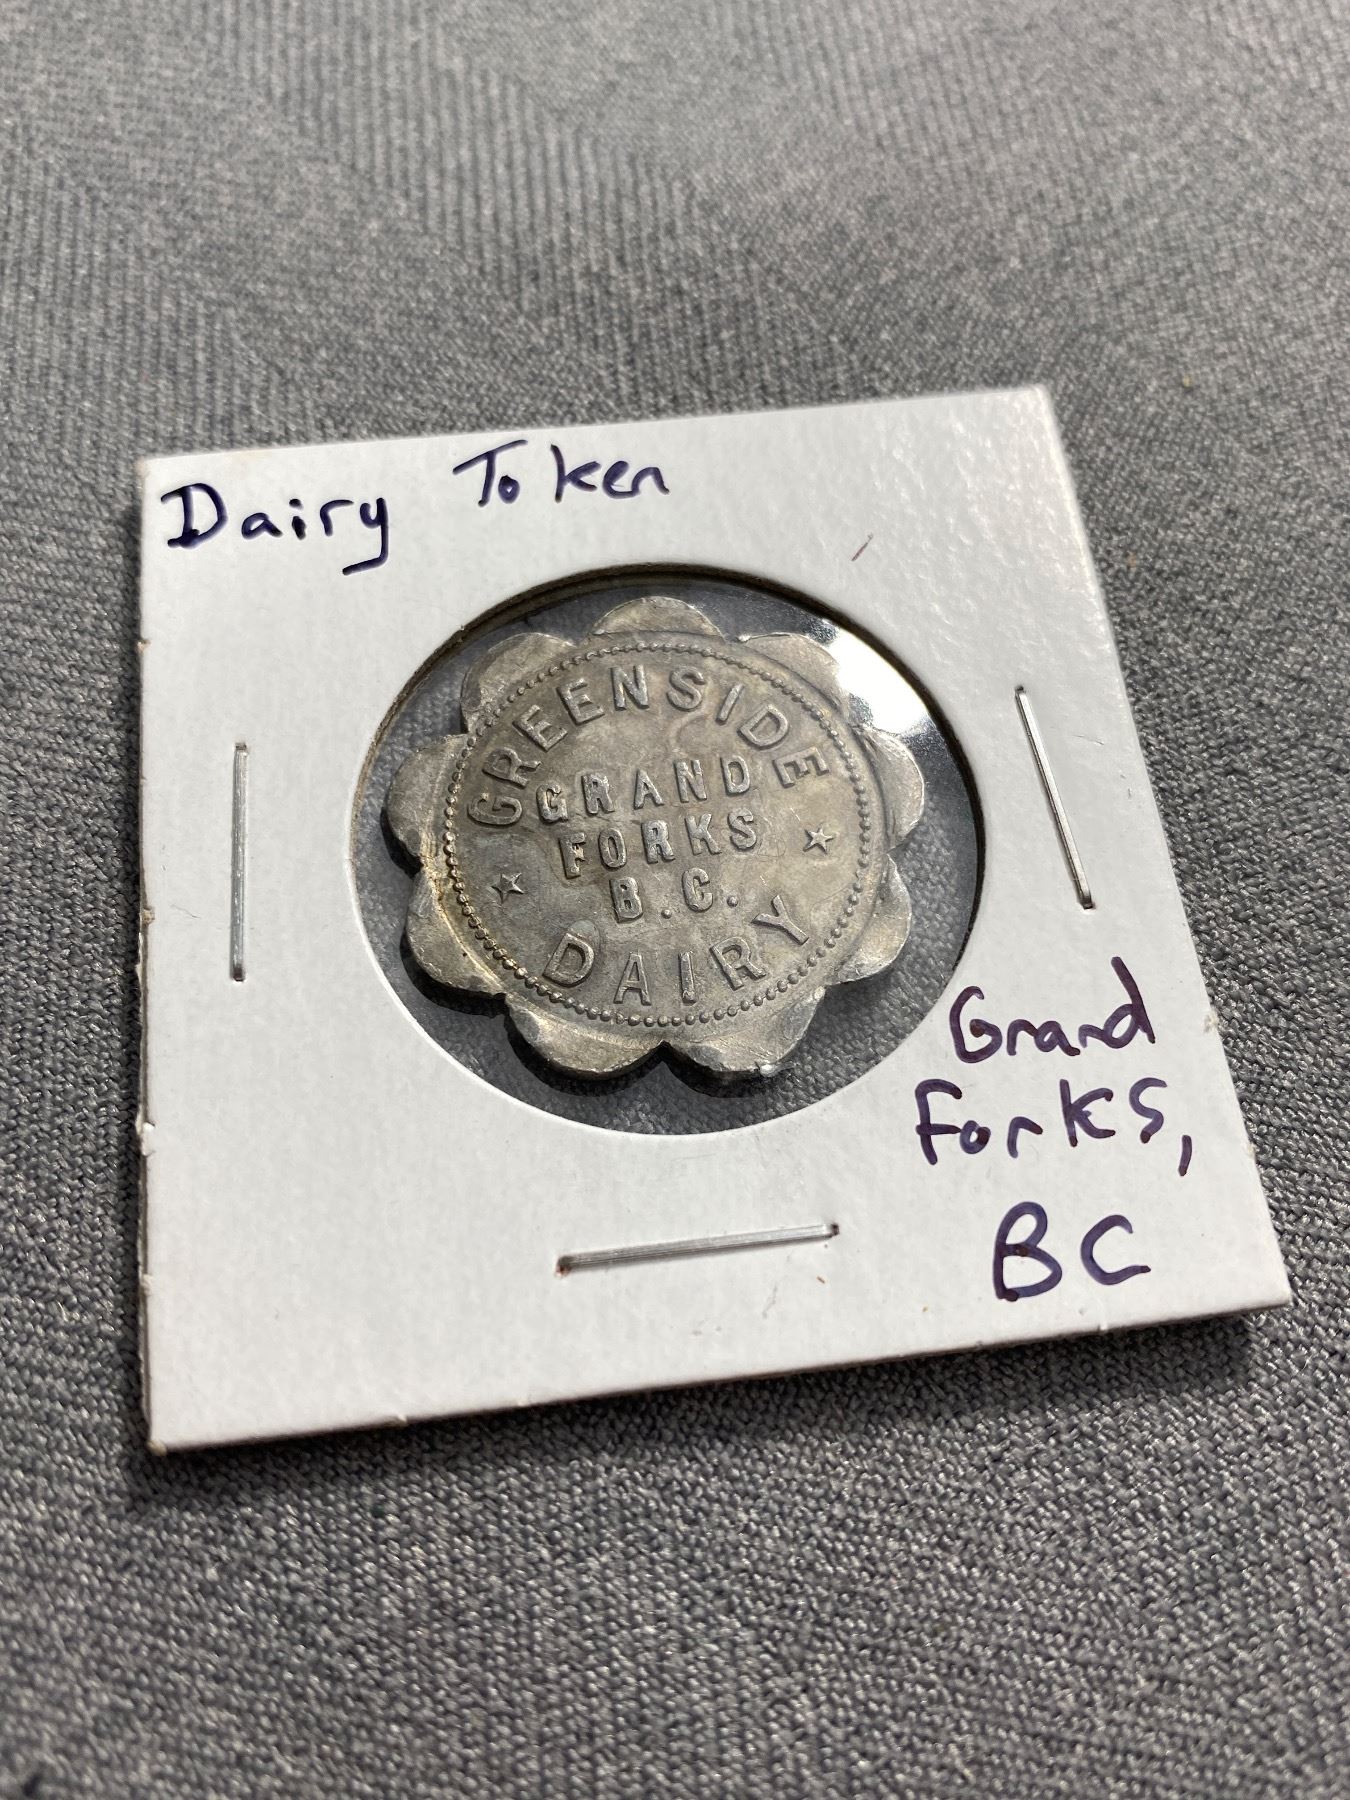 Dairy Token
GREENSIDE
GRAND
FORKS
B.C.
DAIRY
Grand
Forks,
BC